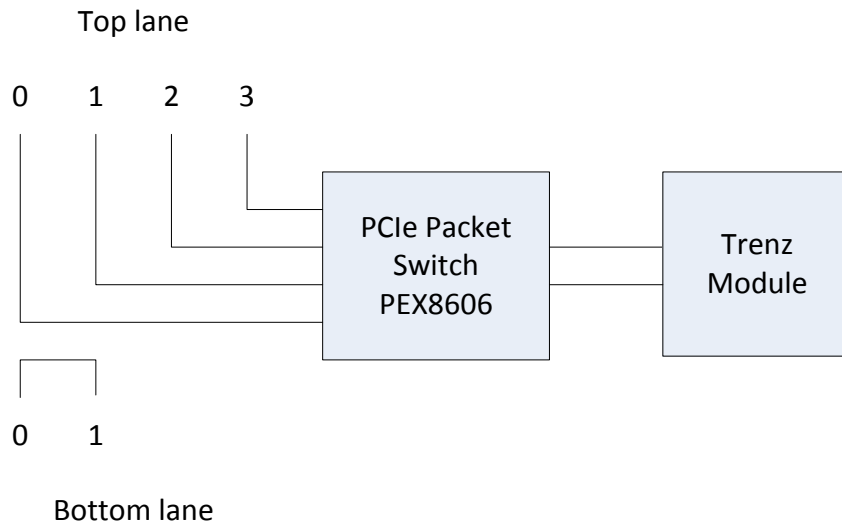 Top lane
0 1 2 3
PCIe Packet
Switch
PEX8606
Trenz
Module
0 1
Bottom lane